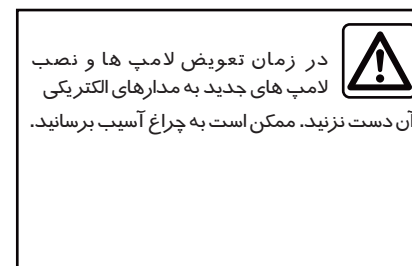 در زمان تعویض لامپ ها و نصب
لامپ های جدید به مدارهای الکتریکی
آن دست نزنید. ممکن است به چراغ آسیب برسانید.